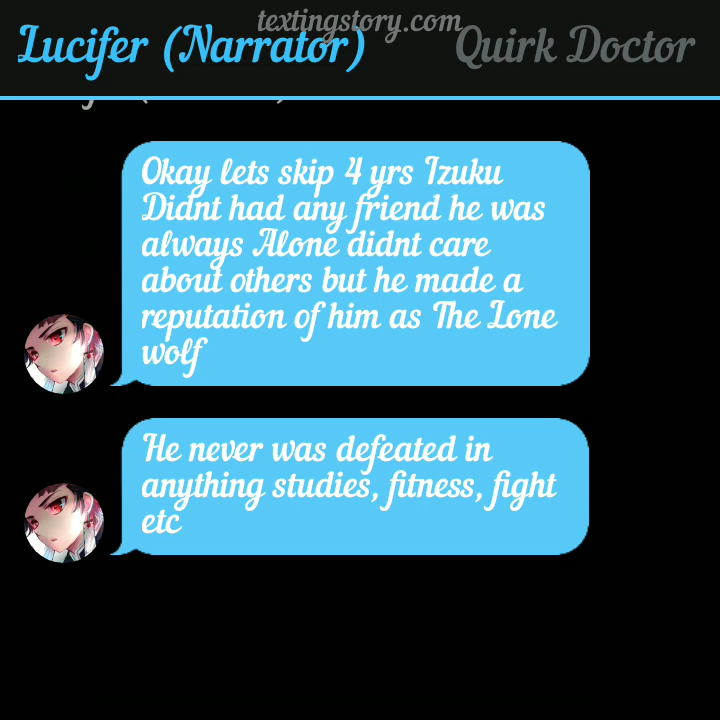 textingstory.com
Lucifer (Narrator) Quirk Doctor
Okay lets skip 4 yrs Izuku
Didnt had any friend he was
always Alone didnt care
about others but he made a
reputation of him as The Lone
wolf
He never was defeated in
anything studies, fitness, fight
etc